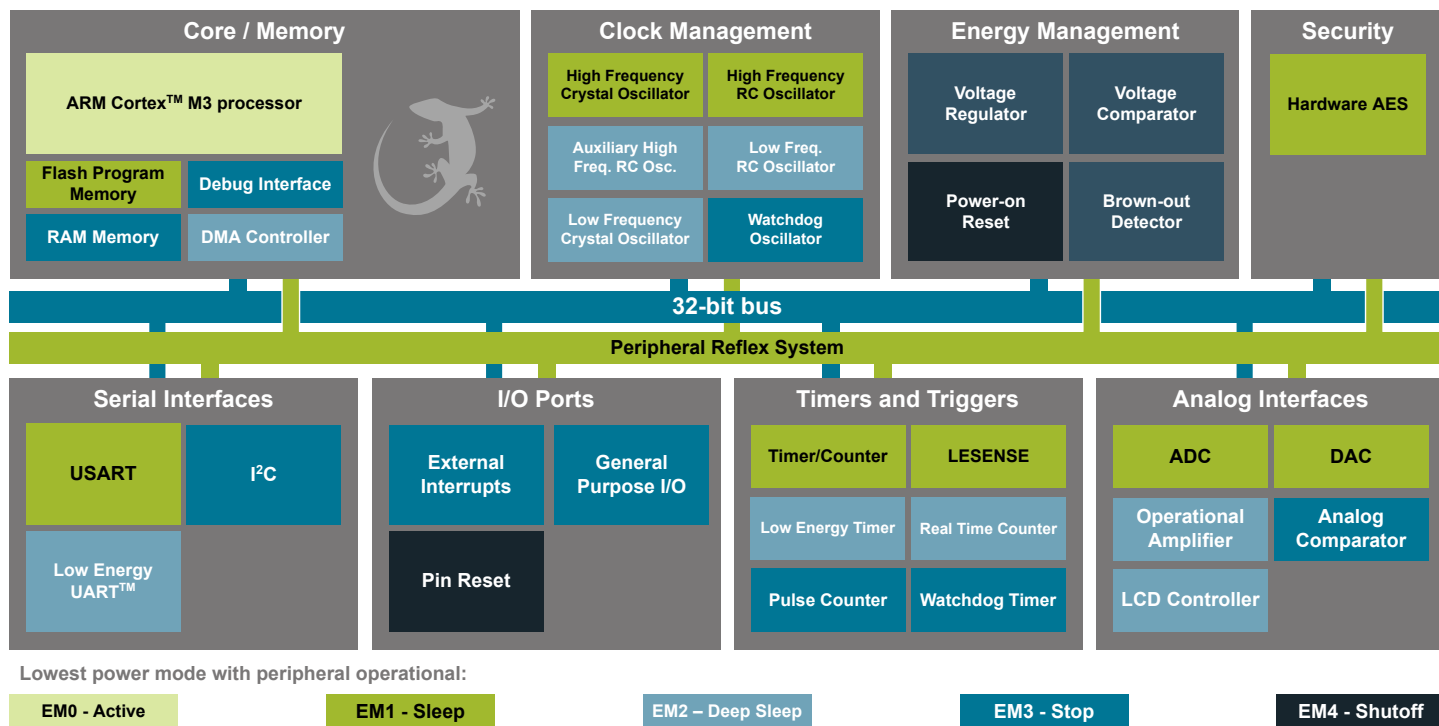 Core / Memory
ARM Cortex™ M3 processor
Flash Program
Memory
Debug Interface
RAM Memory
DMA Controller
Clock Management
High Frequency
Crystal Oscillator
High Frequency
RC Oscillator
Auxiliary High
Freq. RC Osc.
Low Freq.
RC Oscillator
Low Frequency
Crystal Oscillator
Watchdog
Oscillator
Energy Management
Voltage
Regulator
Voltage
Comparator
Power-on
Reset
Brown-out
Detector
Security
Hardware AES
32-bit bus
Peripheral Reflex System
Serial Interfaces
USART
I²C
Low Energy
UART™
I/O Ports
External
Interrupts
General
Purpose I/O
Pin Reset
Timers and Triggers
Timer/Counter
LESENSE
Low Energy Timer
Real Time Counter
Pulse Counter
Watchdog Timer
Analog Interfaces
ADC
DAC
Operational
Amplifier
Analog
Comparator
LCD Controller
Lowest power mode with peripheral operational:
EM0 - Active
EM1 - Sleep
EM2 – Deep Sleep
EM3 - Stop
EM4 - Shutoff